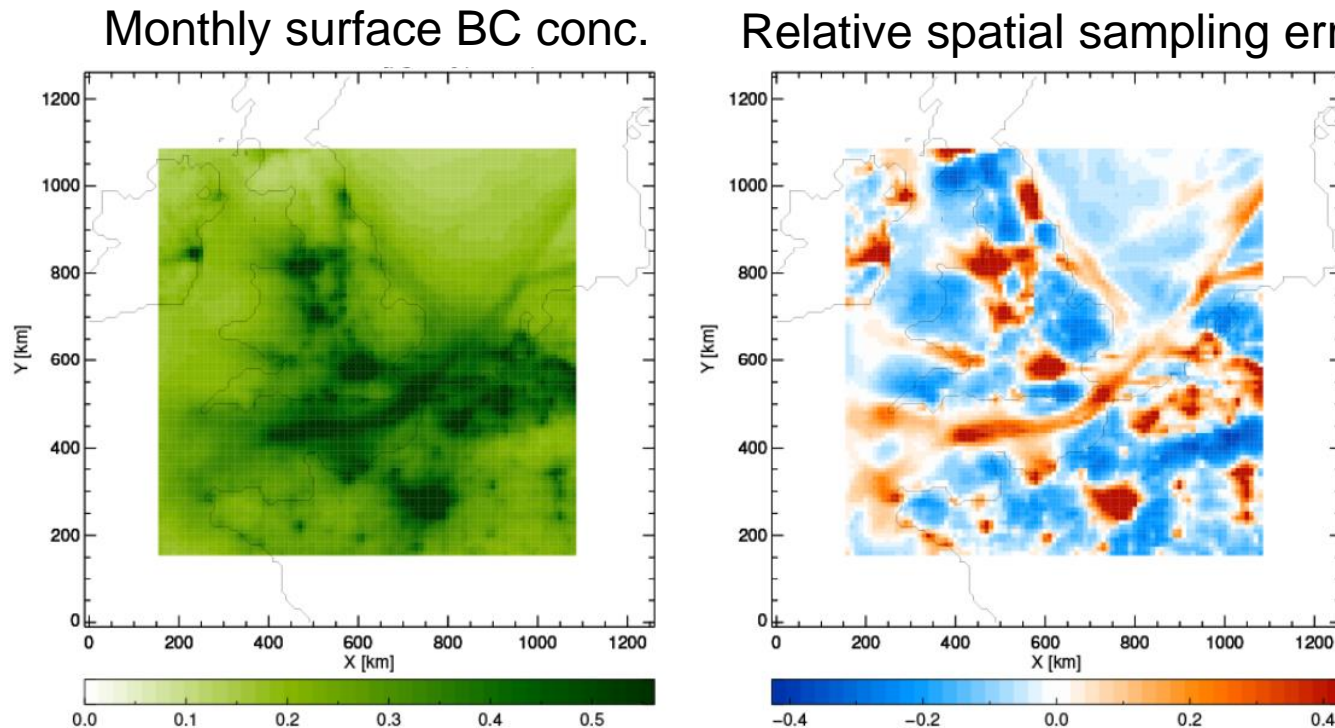 Monthly surface BC conc.
Relative spatial sampling err
1200
1000
800
600
400
200
0
Y [km]
0 200 400 600 800 1000 1200
X [km]
0.0 0.1 0.2 0.3 0.4 0.5
1200
1000
800
600
400
200
0
Y [km]
0 200 400 600 800 1000 1200
X [km]
−0.4 −0.2 0.0 0.2 0.4